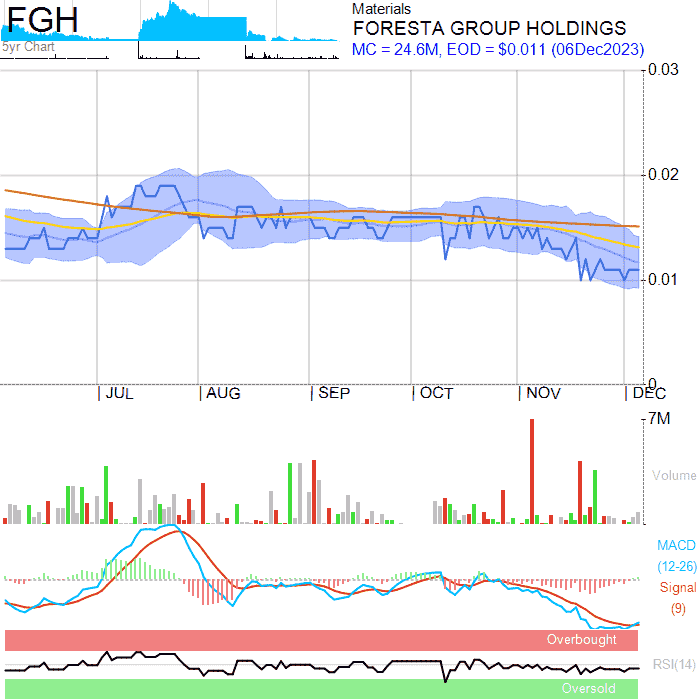 FGH
5yr Chart
Materials
FORESTA GROUP HOLDINGS
MC = 24.6M, EOD = $0.011 (06Dec2023)
0.03
0.02
0.01
0
JUL
AUG
SEP
OCT
NOV
DEC
7M
Volume
MACD
(12-26)
Signal
(9)
Overbought
RSI(14)
Oversold